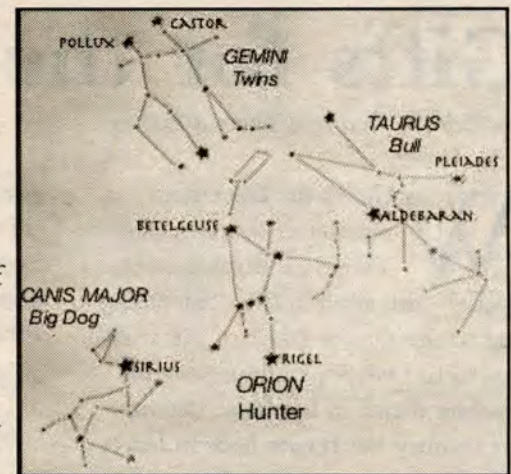 CASTOR
POLLUX
GEMINI
Twins
TAURUS
Bull
PLEIADES
ALDEBARAN
BETELGEUSE
CANIS MAJOR
Big Dog
SIRIUS
RIGEL
ORION
Hunter